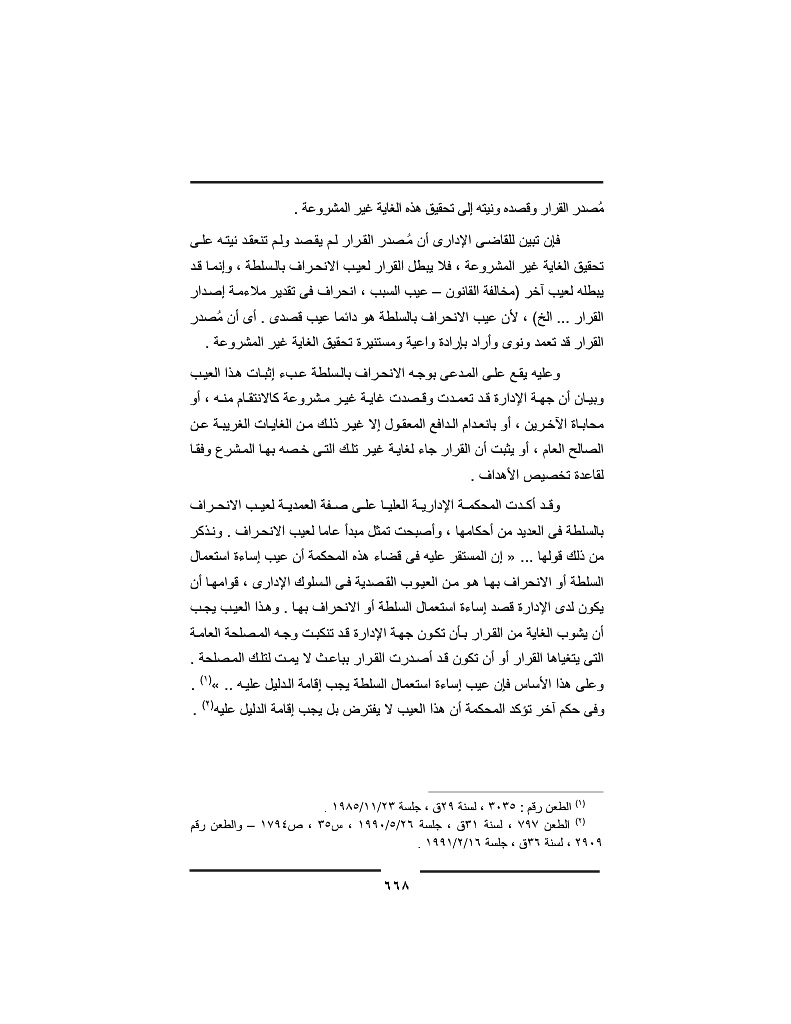 مُصدر القرار وقصده ونيته إلى تحقيق هذه الغاية غير المشروعة .
فإن تبين للقاضى الإدارى أن مُصدر القرار لم يقصد ولم تنعقد نيته على
تحقيق الغاية غير المشروعة ، فلا يبطل القرار لعيب الانحراف بالسلطة ، وإنما قد
يبطله لعيب آخر (مخالفة القانون – عيب السبب ، انحراف فى تقدير ملاءمة إصدار
القرار ... الخ) ، لأن عيب الانحراف بالسلطة هو دائما عيب قصدى . أى أن مُصدر
القرار قد تعمد ونوى وأراد بإرادة واعية ومستنيرة تحقيق الغاية غير المشروعة .
وعليه يقع على المدعى بوجه الانحراف بالسلطة عبء إثبات هذا العيب
وبيان أن جهة الإدارة قد تعمدت وقصدت غاية غير مشروعة كالانتقام منه ، أو
محاباة الآخرين ، أو بانعدام الدافع المعقول إلا غير ذلك من الغايات الغريبة عن
الصالح العام ، أو يثبت أن القرار جاء لغاية غير تلك التى خصه بها المشرع وفقا
لقاعدة تخصيص الأهداف .
وقد أكدت المحكمة الإدارية العليا على صفة العمدية لعيب الانحراف
بالسلطة فى العديد من أحكامها ، وأصبحت تمثل مبدأ عاما لعيب الانحراف . ونذكر
من ذلك قولها ... « إن المستقر عليه فى قضاء هذه المحكمة أن عيب إساءة استعمال
السلطة أو الانحراف بها هو من العيوب القصدية فى السلوك الإدارى ، قوامها أن
يكون لدى الإدارة قصد إساءة استعمال السلطة أو الانحراف بها . وهذا العيب يجب
أن يشوب الغاية من القرار بأن تكون جهة الإدارة قد تنكبت وجه المصلحة العامة
التى يتغياها القرار أو أن تكون قد أصدرت القرار بباعث لا يمت لتلك المصلحة .
وعلى هذا الأساس فإن عيب إساءة استعمال السلطة يجب إقامة الدليل عليه .. »(١) .
وفى حكم آخر تؤكد المحكمة أن هذا العيب لا يفترض بل يجب إقامة الدليل عليه(٢) .
(١) الطعن رقم : ٣٠٣٥ ، لسنة ٢٩ق ، جلسة ١٩٨٥/١١/٢٣ .
(٢) الطعن ٧٩٧ ، لسنة ٣١ق ، جلسة ١٩٩٠/٥/٢٦ ، س٣٥ ، ص١٧٩٤ – والطعن رقم
٢٩٠٩ ، لسنة ٣٦ق ، جلسة ١٩٩١/٢/١٦ .
٦٦٨